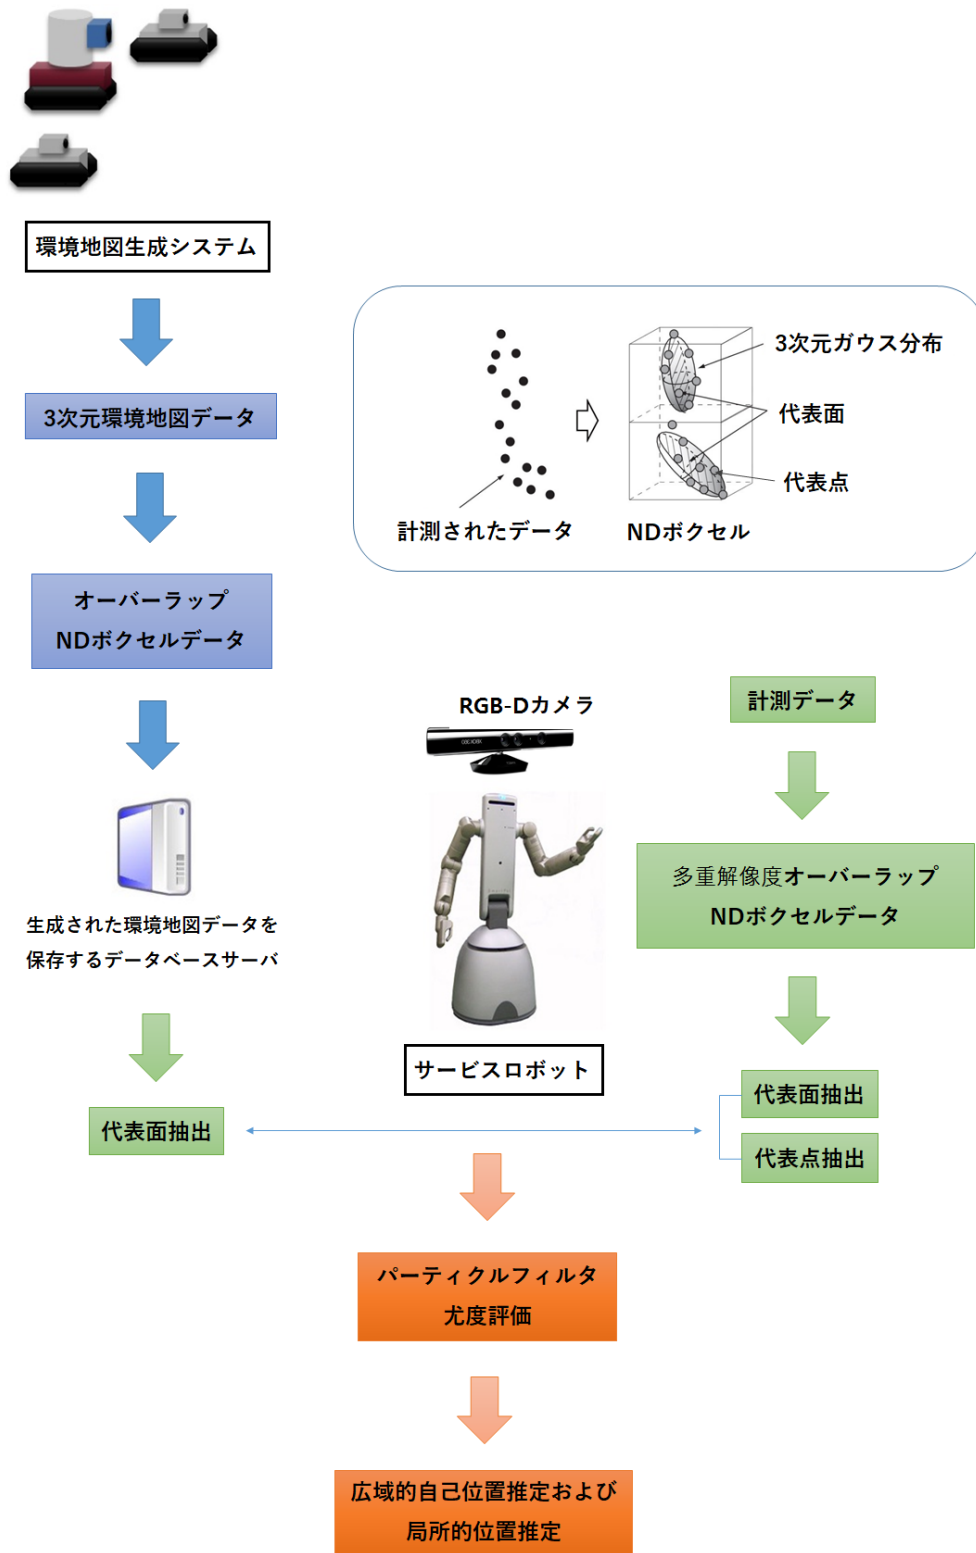 環境地図生成システム
3次元環境地図データ
オーバーラップ
NDボクセルデータ
生成された環境地図データを
保存するデータベースサーバ
代表面抽出
3次元ガウス分布
代表面
代表点
計測されたデータ
NDボクセル
RGB-Dカメラ
サービスロボット
計測データ
多重解像度オーバーラップ
NDボクセルデータ
代表面抽出
代表点抽出
パーティクルフィルタ
尤度評価
広域的自己位置推定および
局所的位置推定